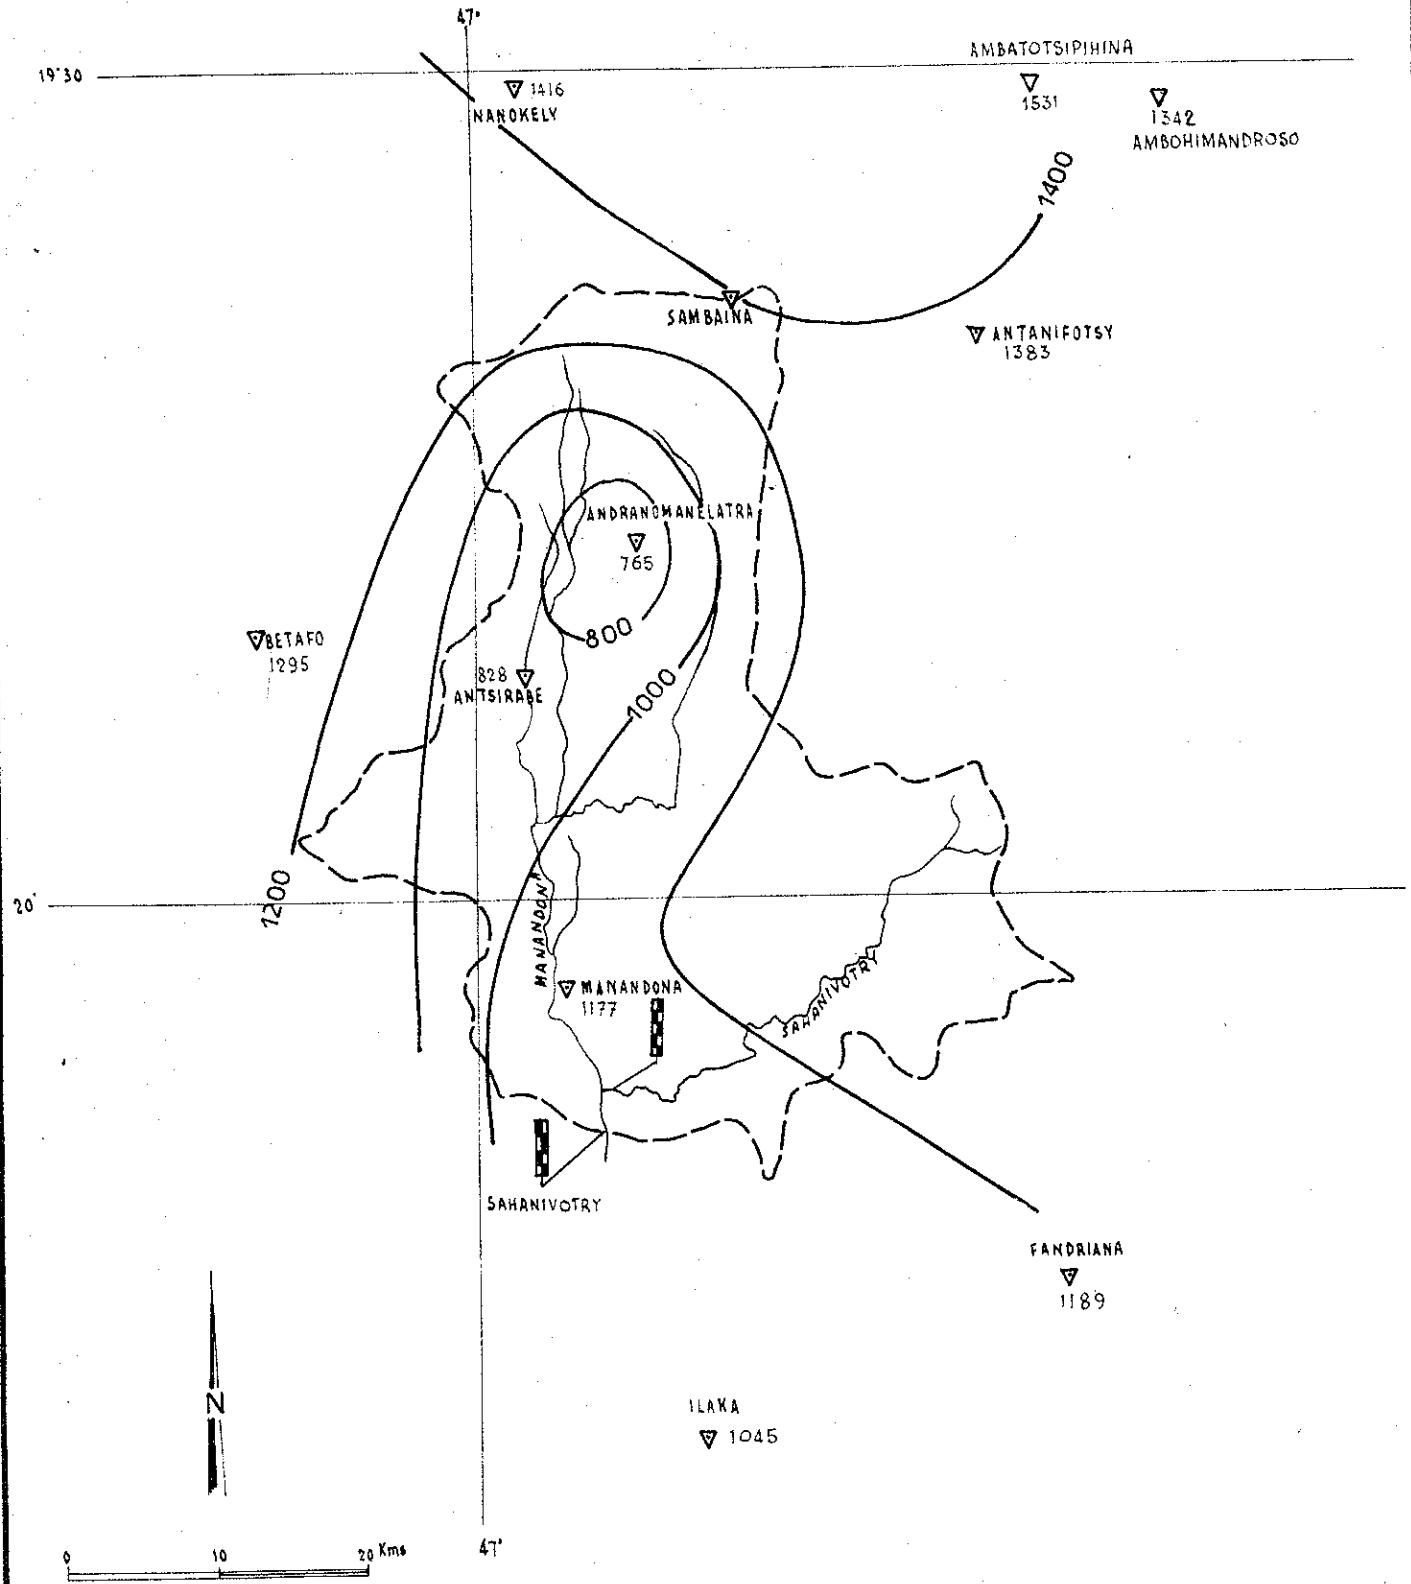 47°
AMBATOTSIPIHINA
19°30
1416
NANOKELY
1531
1342
AMBOHIMANDROSO
1400
SAMBAINA
ANTANIFOTSY
1383
ANDRANOMANELATRA
765
800
BETAFO
1295
828
ANTSIRABE
1000
1200
20°
MANANDONA
MANANDONA
1177
SAHANIVOTRY
SAHANIVOTRY
FANDRIANA
1189
N
ILAKA
1045
0 10 20 Kms
47°